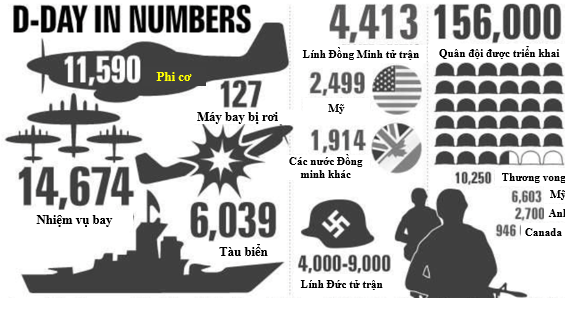 D-DAY IN NUMBERS
11,590
Phi cơ
127
Máy bay bị rơi
14,674
Nhiệm vụ bay
6,039
Tàu biển
4,413
Lính Đồng Minh tử trận
2,499
Mỹ
1,914
Các nước Đồng
minh khác
4,000-9,000
Lính Đức tử trận
156,000
Quân đội được triển khai
10,250 Thương vong
6,603 Mỹ
2,700 Anh
946 Canada